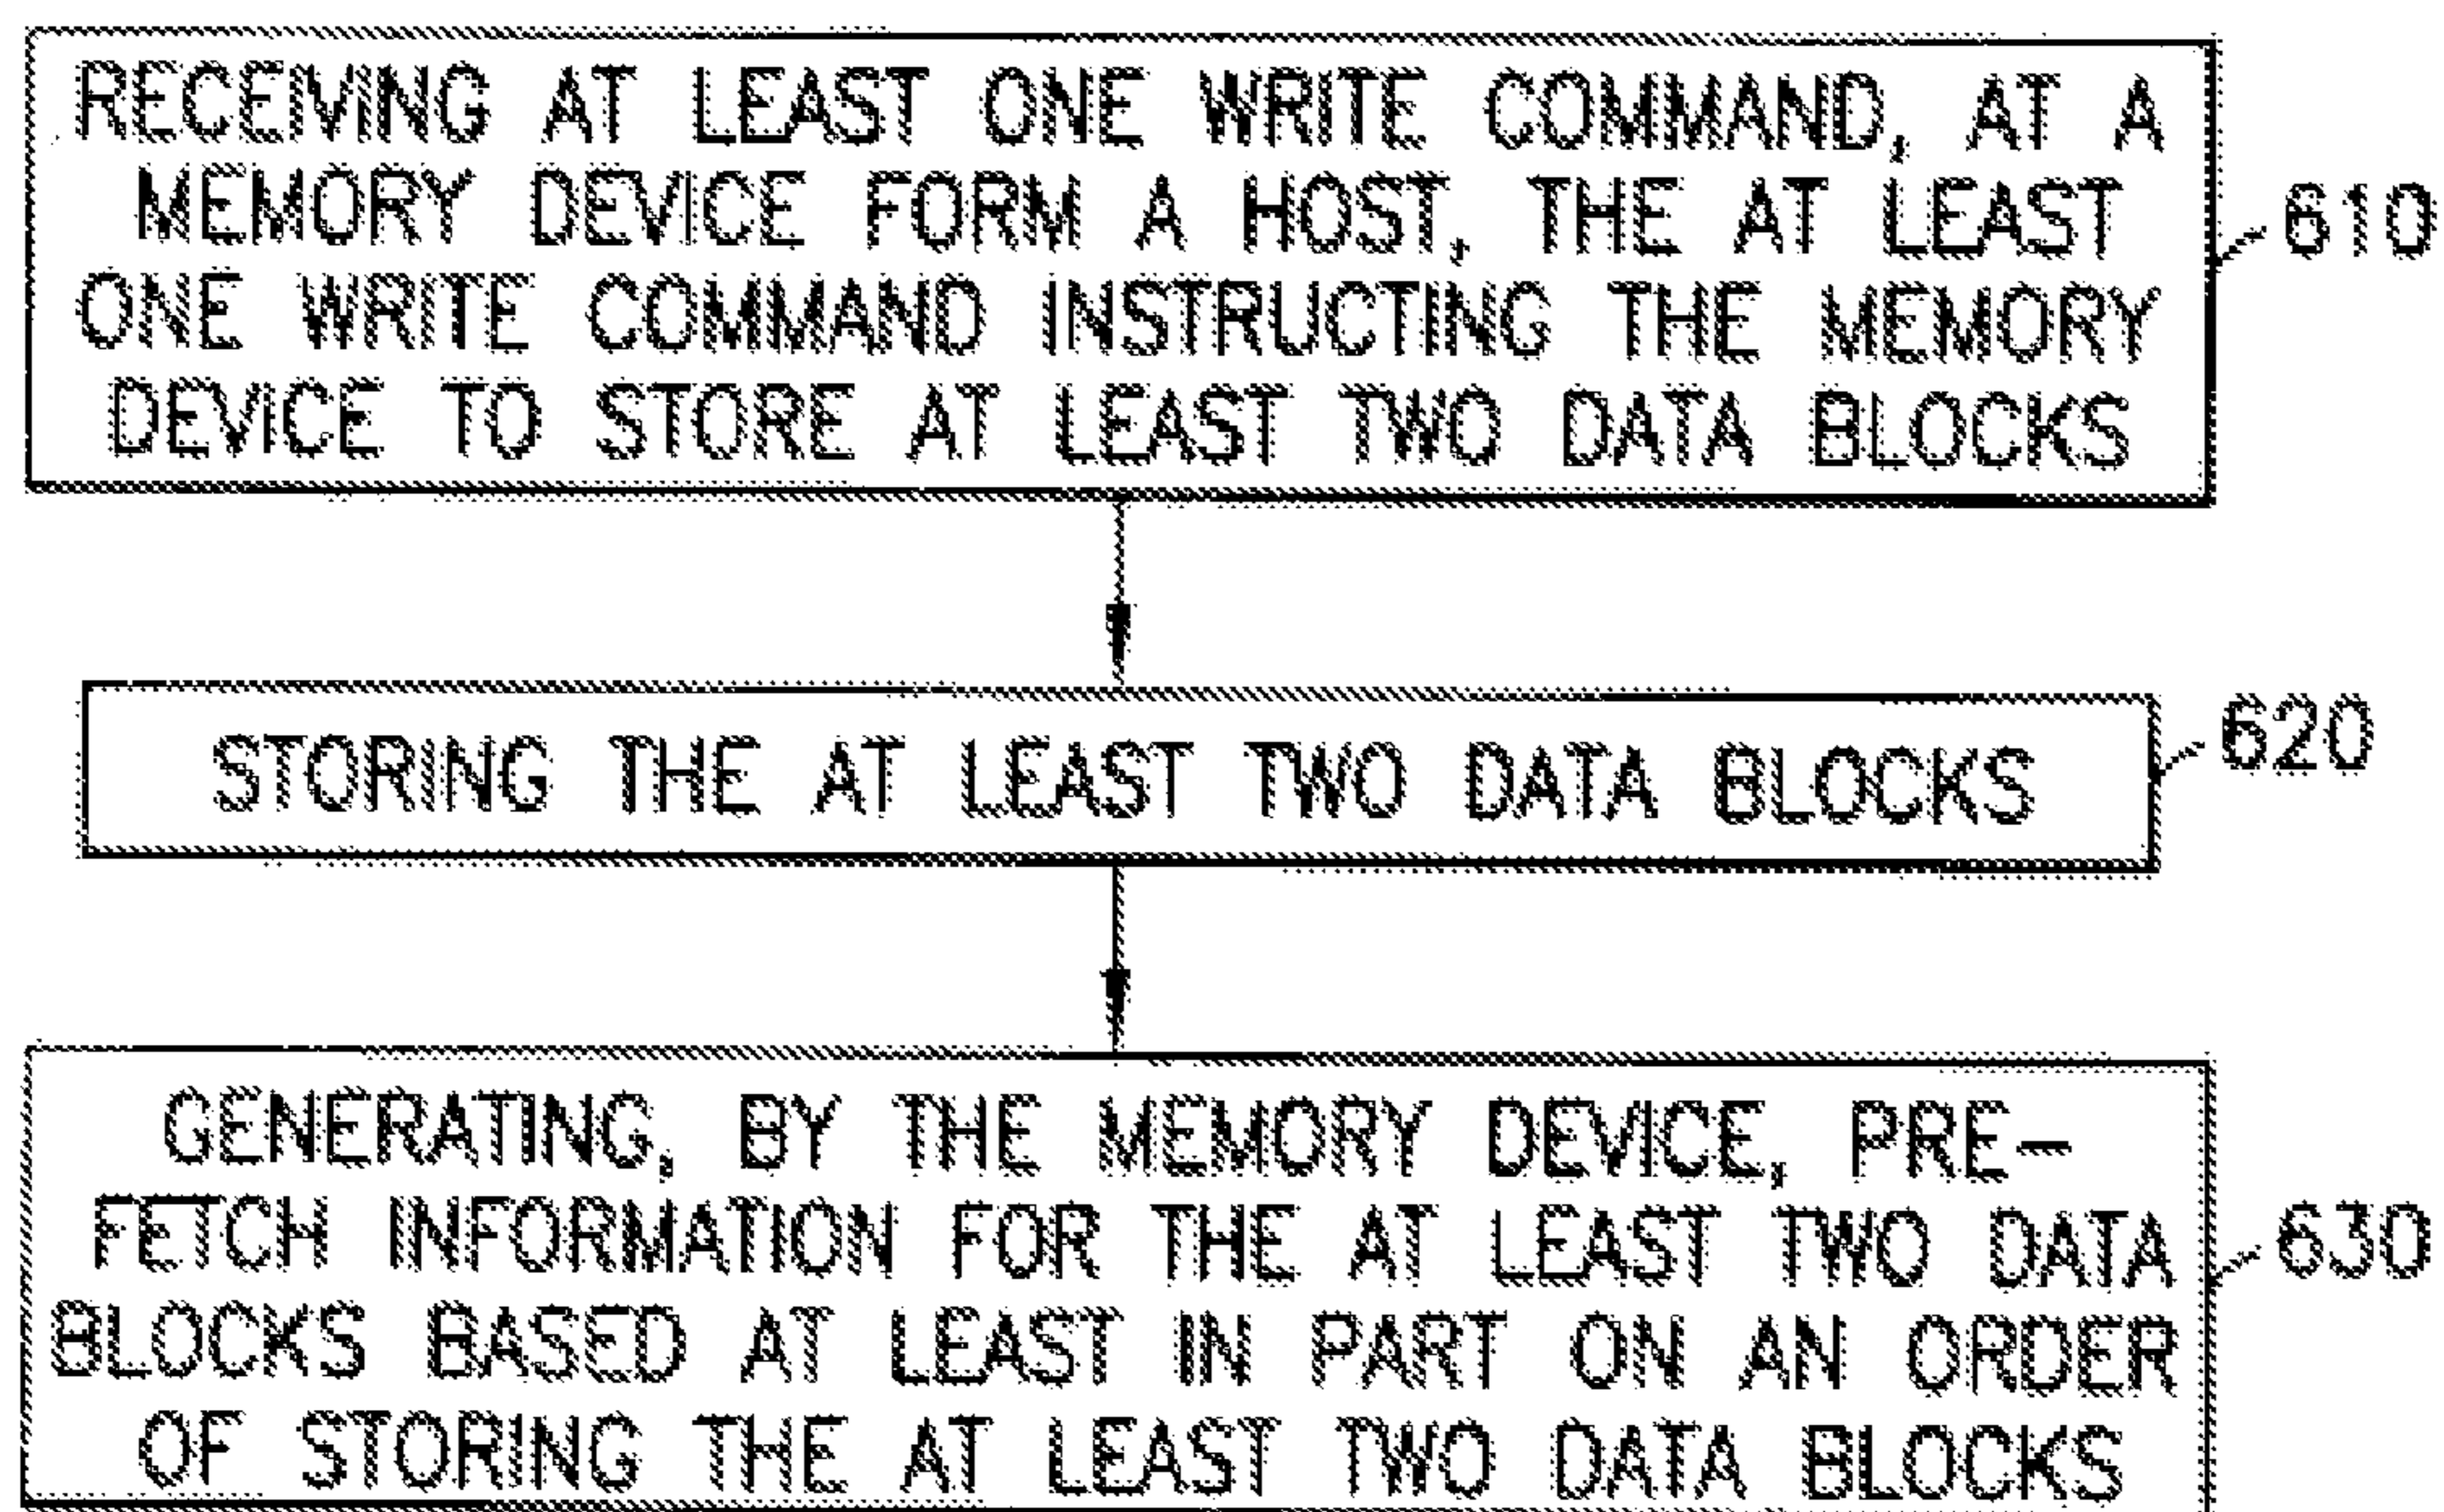 RECEIVING AT LEAST ONE WRITE COMMAND, AT A
MEMORY DEVICE FORM A HOST, THE AT LEAST
ONE WRITE COMMAND INSTRUCTING THE MEMORY
DEVICE TO STORE AT LEAST TWO DATA BLOCKS
610
STORING THE AT LEAST TWO DATA BLOCKS
620
GENERATING, BY THE MEMORY DEVICE, PRE-
FETCH INFORMATION FOR THE AT LEAST TWO DATA
BLOCKS BASED AT LEAST IN PART ON AN ORDER
OF STORING THE AT LEAST TWO DATA BLOCKS
630